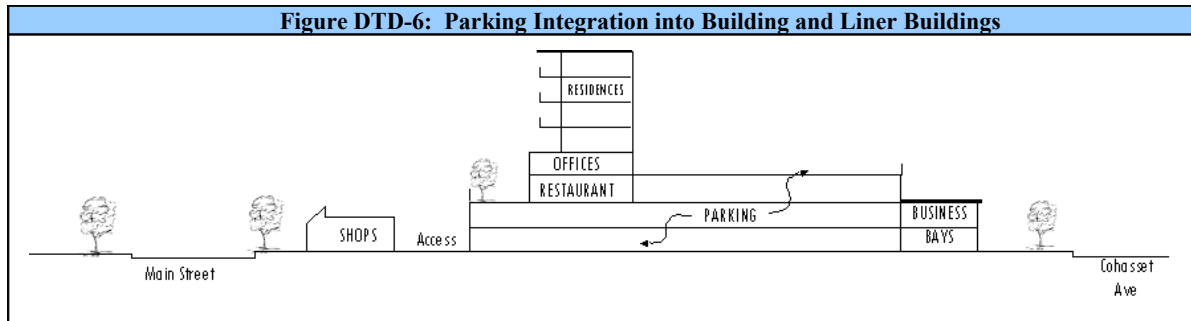 Figure DTD-6: Parking Integration into Building and Liner Buildings
RESIDENCES
OFFICES
RESTAURANT
PARKING
BUSINESS
SHOPS
Access
BAYS
Main Street
Cohasset
Ave